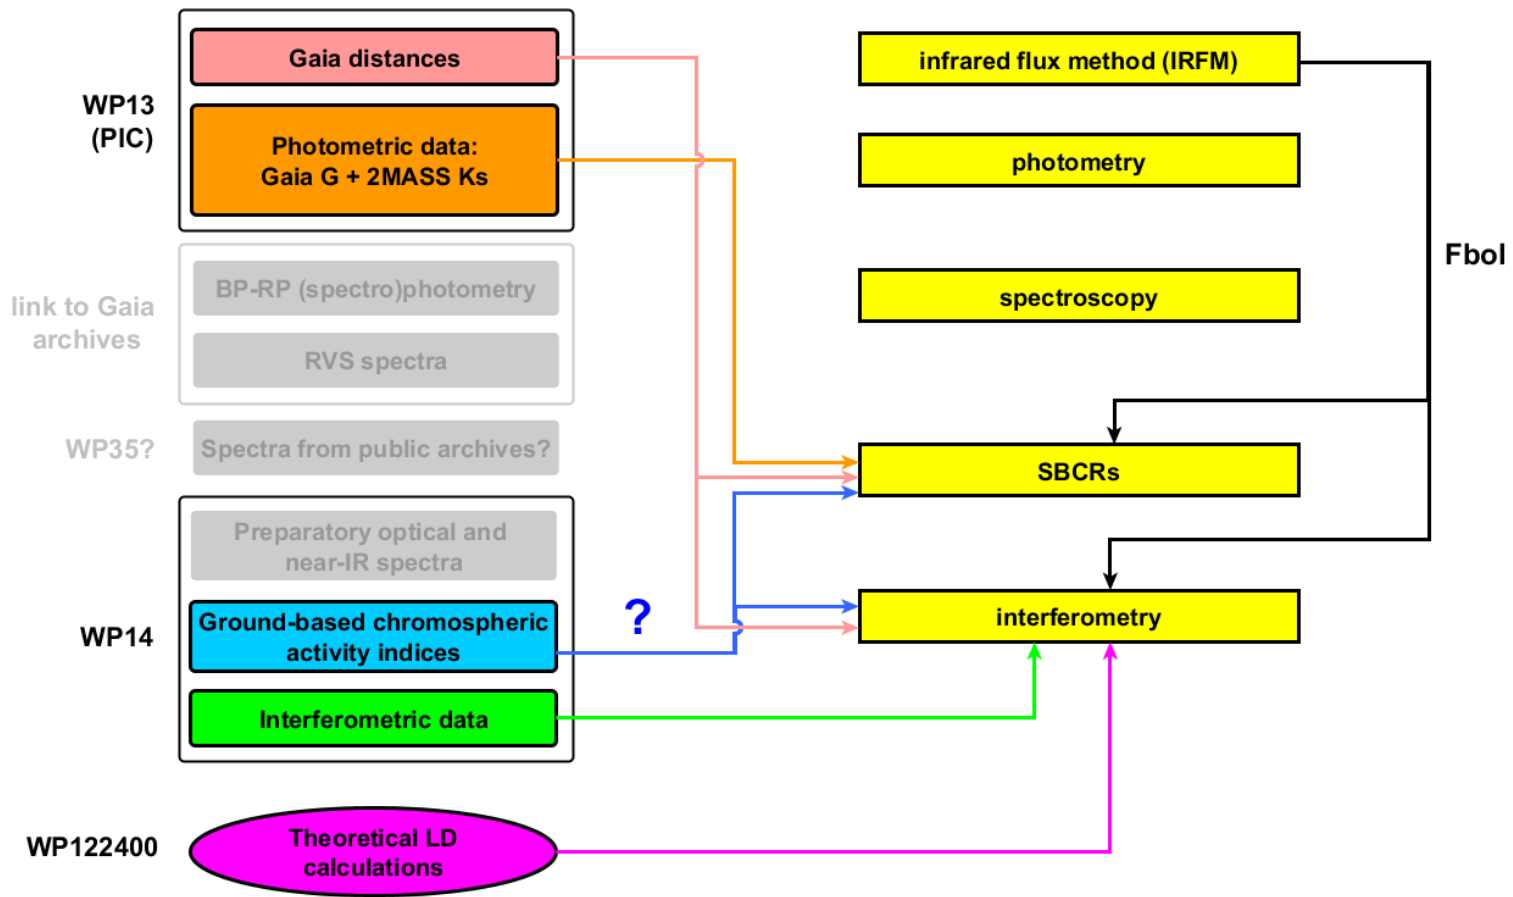 Gaia distances
WP13
(PIC)
Photometric data:
Gaia G + 2MASS Ks
link to Gaia
archives
BP-RP (spectro)photometry
RVS spectra
WP35?
Spectra from public archives?
WP14
Preparatory optical and
near-IR spectra
Ground-based chromospheric
activity indices
?
Interferometric data
WP122400
Theoretical LD
calculations
infrared flux method (IRFM)
photometry
spectroscopy
Fbol
SBCRs
interferometry